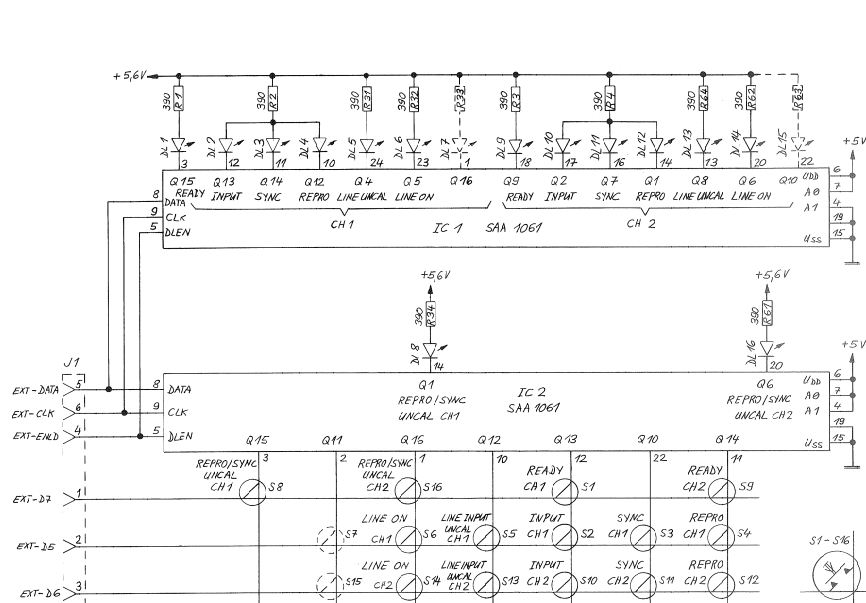 +5,6V
390 R1 390 R2 390 R31 390 R32 R33 390 R3 390 R4 390 R64 390 R62 R63
DL1 DL2 DL3 DL4 DL5 DL6 DL7 DL9 DL10 DL11 DL12 DL13 DL14 DL15 +5V
3 12 11 10 24 23 1 18 17 16 14 13 20 22 6
Q15 Q13 Q14 Q12 Q4 Q5 Q16 Q9 Q2 Q7 Q1 Q8 Q6 Q10 UDD
READY INPUT SYNC REPRO LINE UNCAL LINE ON READY INPUT SYNC REPRO LINE UNCAL LINE ON AØ 7
8 DATA A1 4
9 CLK CH1 CH2 19
5 DLEN IC1 SAA 1061 USS 15
+5,6V +5,6V
390 R34 390 R61
DL8 DL16 +5V
J1 14 20 6
EXT-DATA 5 8 DATA Q1 IC2 Q6 UDD
REPRO/SYNC SAA 1061 REPRO/SYNC AØ 7
EXT-CLK 6 9 CLK UNCAL CH1 UNCAL CH2 A1 4
19
EXT-ENLD 4 5 DLEN Q15 Q11 Q16 Q12 Q13 Q10 Q14 USS 15
3 2 1 10 12 22 11
REPRO/SYNC REPRO/SYNC READY READY
UNCAL UNCAL
CH1 S8 CH2 S16 CH1 S1 CH2 S9
EXT-D7 1
LINE ON LINE INPUT INPUT SYNC REPRO
UNCAL
S7 CH1 S6 CH1 S5 CH1 S2 CH1 S3 CH1 S4 S1-S16
EXT-D5 2
LINE ON LINE INPUT INPUT SYNC REPRO
UNCAL
S15 CH2 S14 CH2 S13 CH2 S10 CH2 S11 CH2 S12
EXT-D6 3